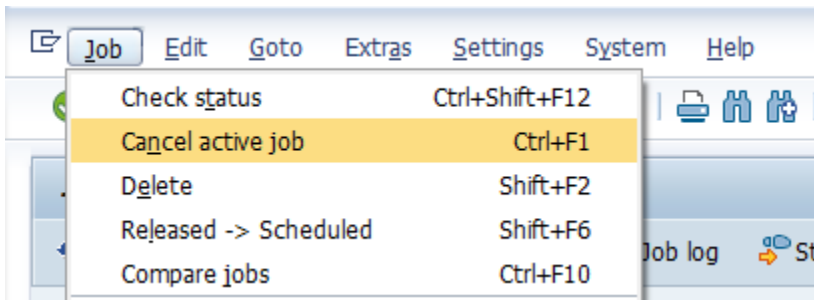 Job Edit Goto Extras Settings System Help
Check status Ctrl+Shift+F12
Cancel active job Ctrl+F1
Delete Shift+F2
Released -> Scheduled Shift+F6
Job log
Compare jobs Ctrl+F10